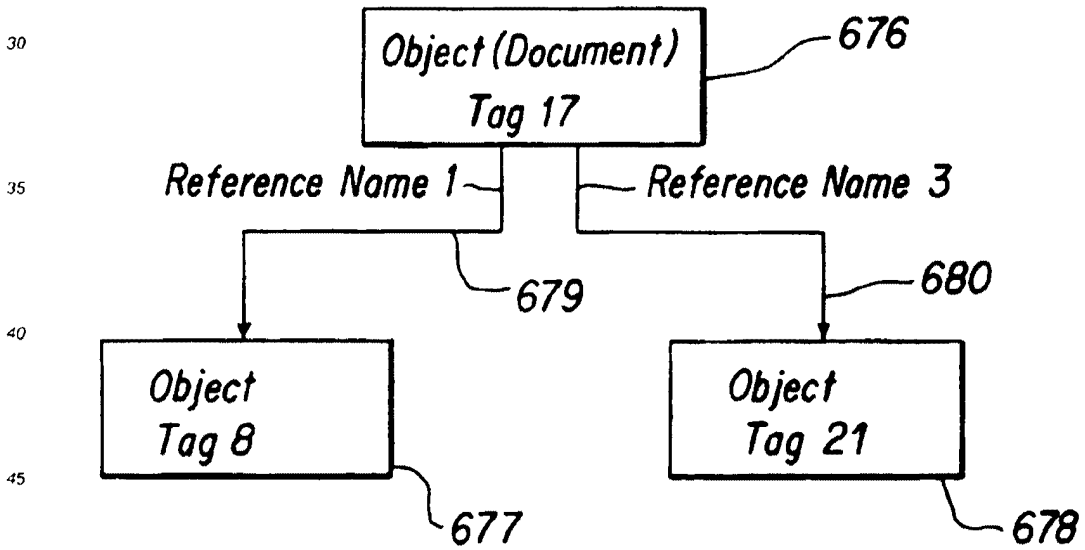 30
Object (Document)
Tag 17
676
35
Reference Name 1
Reference Name 3
679
680
40
Object
Tag 8
Object
Tag 21
45
677
678